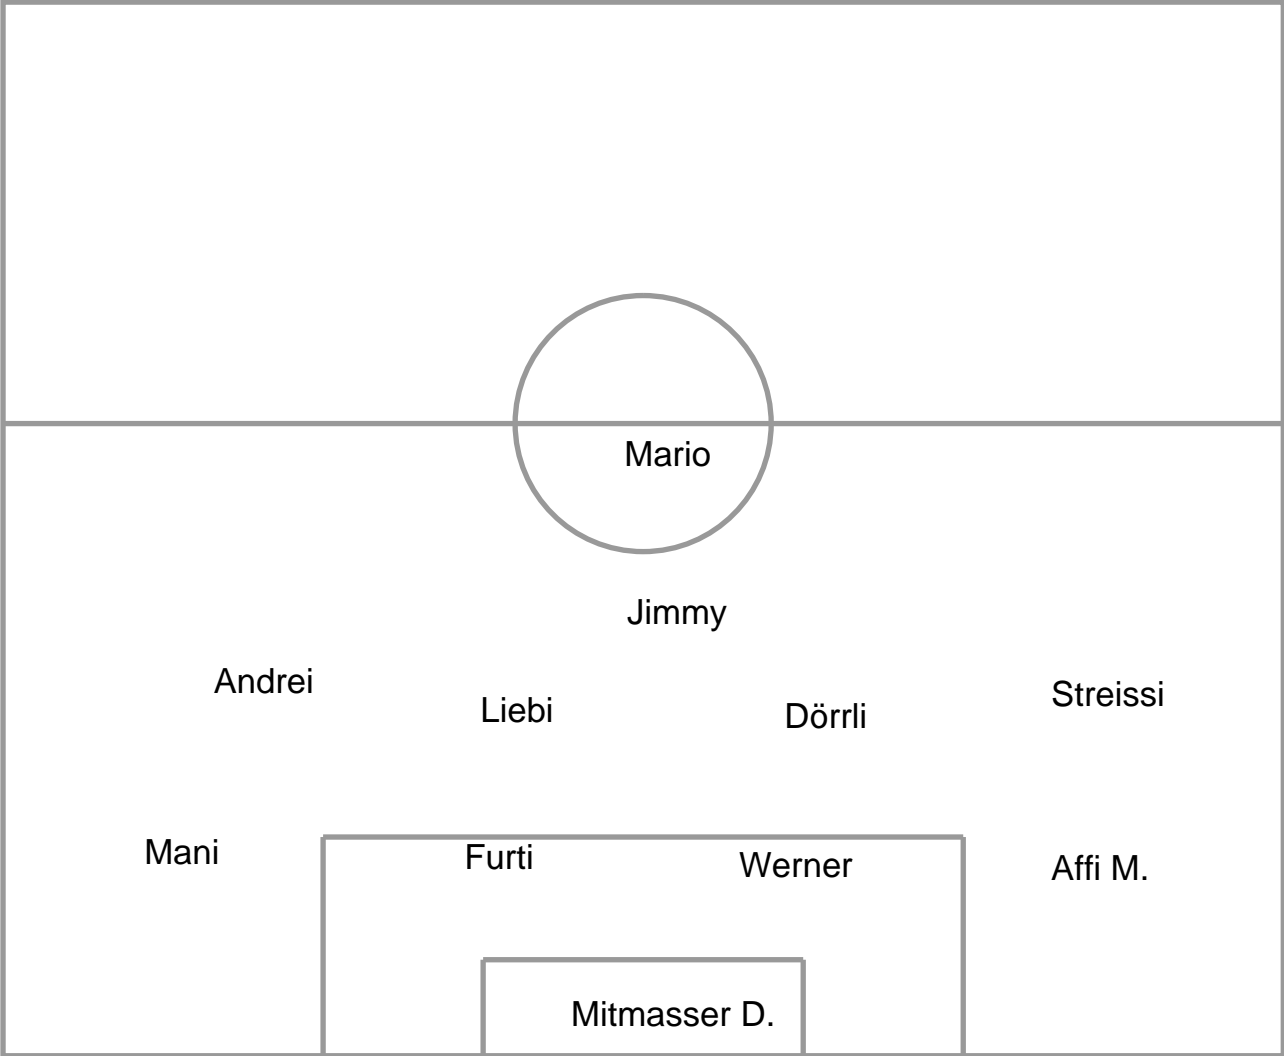 Mario
Jimmy
Andrei
Liebi
Dörrli
Streissi
Mani
Furti
Werner
Affi M.
Mitmasser D.